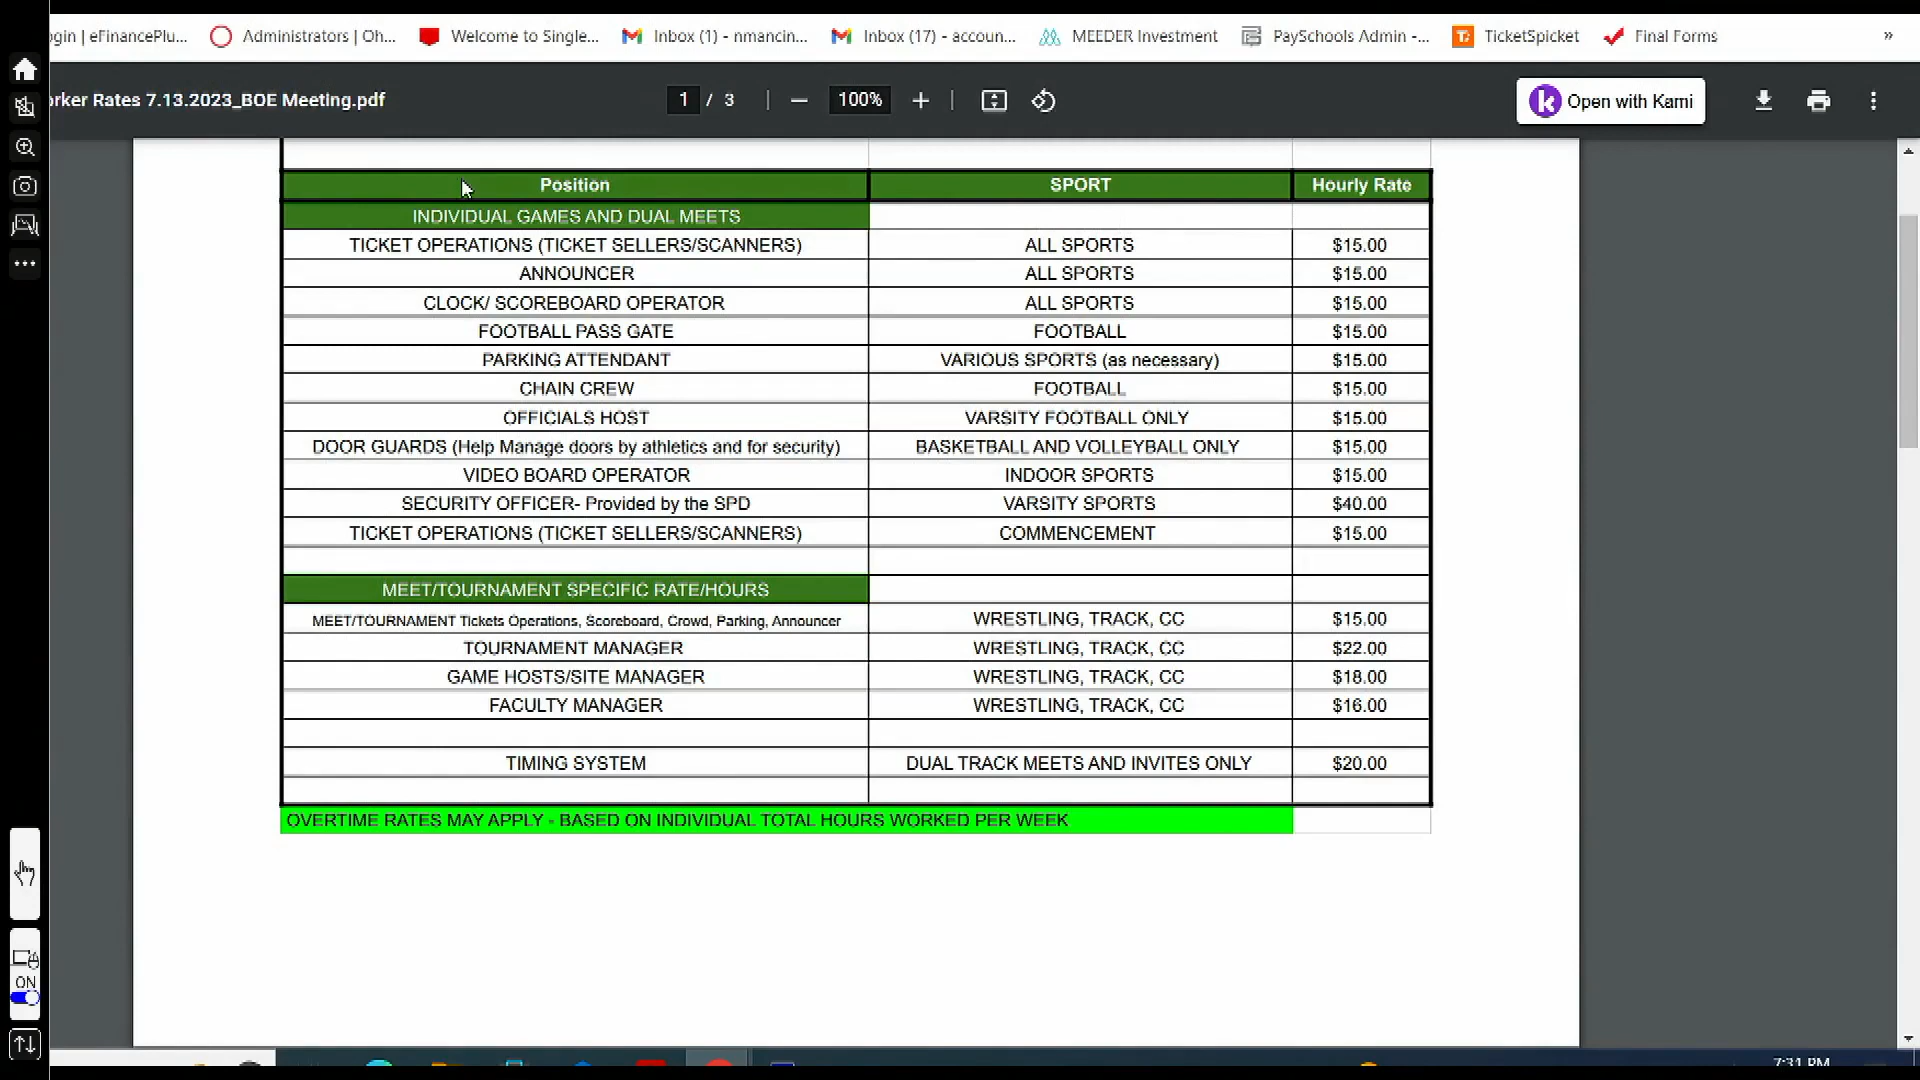 gin | eFinancePlu... Administrators | Oh... Welcome to Single... Inbox (1) - nmancin... Inbox (17) - accoun... MEEDER Investment PaySchools Admin -... TicketSpicket Final Forms »
orker Rates 7.13.2023_BOE Meeting.pdf 1 / 3 100% Open with Kami
Position SPORT Hourly Rate
INDIVIDUAL GAMES AND DUAL MEETS
TICKET OPERATIONS (TICKET SELLERS/SCANNERS) ALL SPORTS $15.00
ANNOUNCER ALL SPORTS $15.00
CLOCK/ SCOREBOARD OPERATOR ALL SPORTS $15.00
FOOTBALL PASS GATE FOOTBALL $15.00
PARKING ATTENDANT VARIOUS SPORTS (as necessary) $15.00
CHAIN CREW FOOTBALL $15.00
OFFICIALS HOST VARSITY FOOTBALL ONLY $15.00
DOOR GUARDS (Help Manage doors by athletics and for security) BASKETBALL AND VOLLEYBALL ONLY $15.00
VIDEO BOARD OPERATOR INDOOR SPORTS $15.00
SECURITY OFFICER- Provided by the SPD VARSITY SPORTS $40.00
TICKET OPERATIONS (TICKET SELLERS/SCANNERS) COMMENCEMENT $15.00
MEET/TOURNAMENT SPECIFIC RATE/HOURS
MEET/TOURNAMENT Tickets Operations, Scoreboard, Crowd, Parking, Announcer WRESTLING, TRACK, CC $15.00
TOURNAMENT MANAGER WRESTLING, TRACK, CC $22.00
GAME HOSTS/SITE MANAGER WRESTLING, TRACK, CC $18.00
FACULTY MANAGER WRESTLING, TRACK, CC $16.00
TIMING SYSTEM DUAL TRACK MEETS AND INVITES ONLY $20.00
OVERTIME RATES MAY APPLY - BASED ON INDIVIDUAL TOTAL HOURS WORKED PER WEEK
ON
7:31 PM